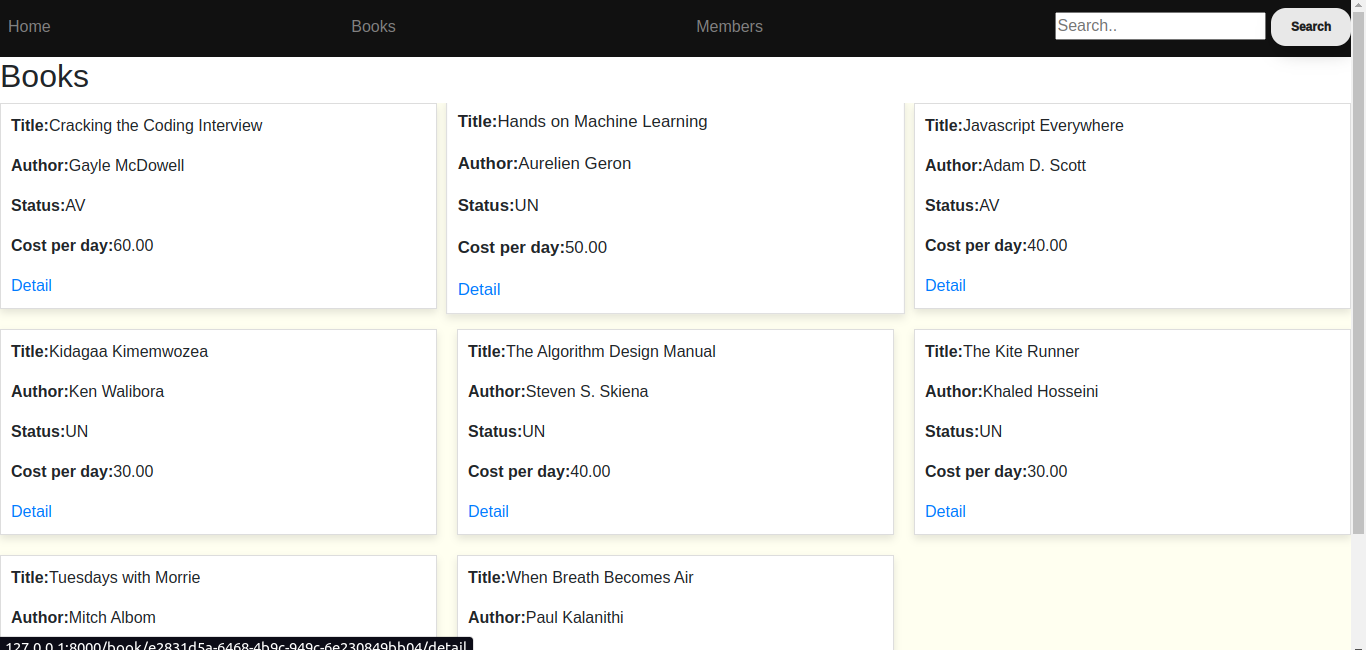 Home Books Members Search.. Search
Books
Title:Cracking the Coding Interview
Author:Gayle McDowell
Status:AV
Cost per day:60.00
Detail
Title:Hands on Machine Learning
Author:Aurelien Geron
Status:UN
Cost per day:50.00
Detail
Title:Javascript Everywhere
Author:Adam D. Scott
Status:AV
Cost per day:40.00
Detail
Title:Kidagaa Kimemwozea
Author:Ken Walibora
Status:UN
Cost per day:30.00
Detail
Title:The Algorithm Design Manual
Author:Steven S. Skiena
Status:UN
Cost per day:40.00
Detail
Title:The Kite Runner
Author:Khaled Hosseini
Status:UN
Cost per day:30.00
Detail
Title:Tuesdays with Morrie
Author:Mitch Albom
Title:When Breath Becomes Air
Author:Paul Kalanithi
127.0.0.1:8000/book/e2831d5a-6468-4b9c-949c-6e230849bb04/detail